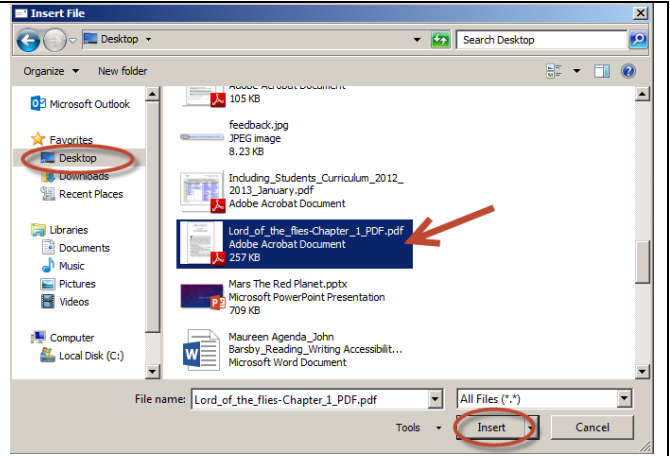 Insert File
Desktop
Search Desktop
Organize
New folder
Microsoft Outlook
Favorites
Desktop
Downloads
Recent Places
Libraries
Documents
Music
Pictures
Videos
Computer
Local Disk (C:)
Adobe Acrobat Document
105 KB
feedback.jpg
JPEG image
8.23 KB
Including_Students_Curriculum_2012_
2013_January.pdf
Adobe Acrobat Document
Lord_of_the_flies-Chapter_1_PDF.pdf
Adobe Acrobat Document
257 KB
Mars The Red Planet.pptx
Microsoft PowerPoint Presentation
709 KB
Maureen Agenda_John
Barsby_Reading_Writing Accessibilit...
Microsoft Word Document
File name: Lord_of_the_flies-Chapter_1_PDF.pdf
All Files (*.*)
Tools
Insert
Cancel